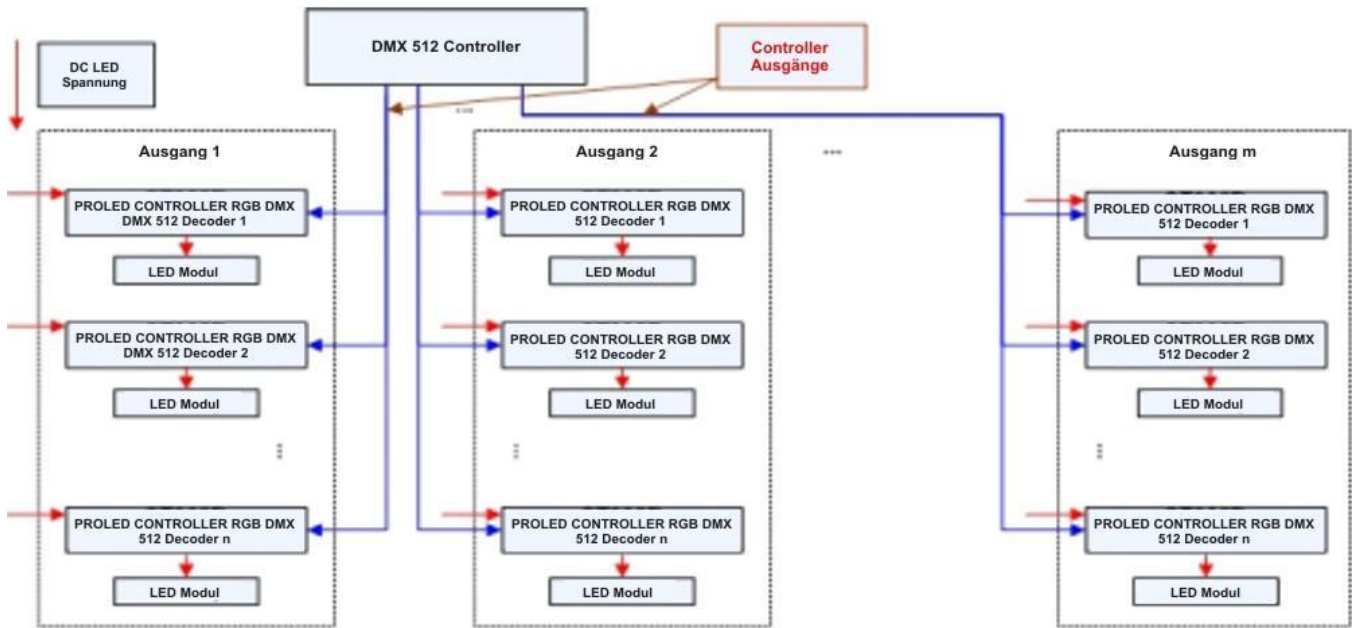 DMX 512 Controller
Controller
Ausgänge
DC LED
Spannung
Ausgang 1
PROLED CONTROLLER RGB DMX
DMX 512 Decoder 1
LED Modul
PROLED CONTROLLER RGB DMX
DMX 512 Decoder 2
LED Modul
PROLED CONTROLLER RGB DMX
512 Decoder n
LED Modul
Ausgang 2
PROLED CONTROLLER RGB DMX
512 Decoder 1
LED Modul
PROLED CONTROLLER RGB DMX
512 Decoder 2
LED Modul
PROLED CONTROLLER RGB DMX
512 Decoder n
LED Modul
Ausgang m
PROLED CONTROLLER RGB DMX
512 Decoder 1
LED Modul
PROLED CONTROLLER RGB DMX
512 Decoder 2
LED Modul
PROLED CONTROLLER RGB DMX
512 Decoder n
LED Modul